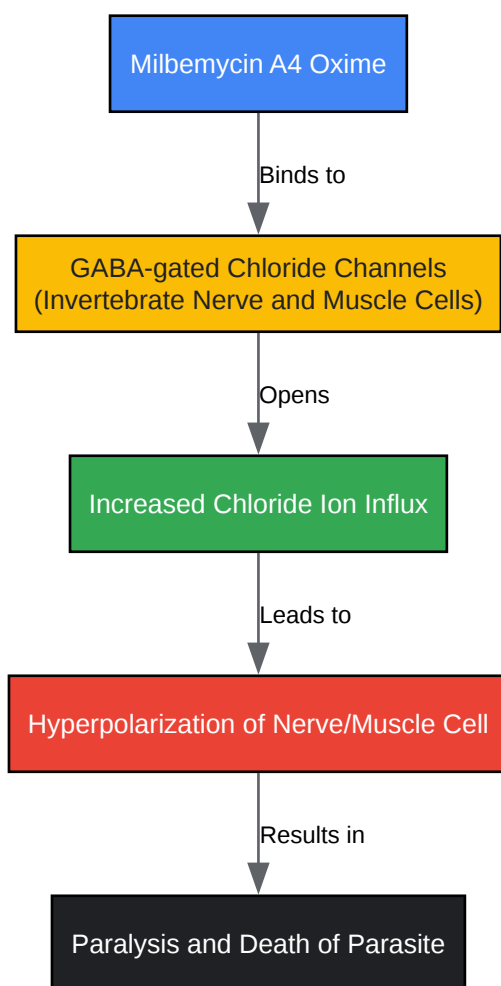 Milbemycin A4 Oxime
Binds to
GABA-gated Chloride Channels
(Invertebrate Nerve and Muscle Cells)
Opens
Increased Chloride Ion Influx
Leads to
Hyperpolarization of Nerve/Muscle Cell
Results in
Paralysis and Death of Parasite